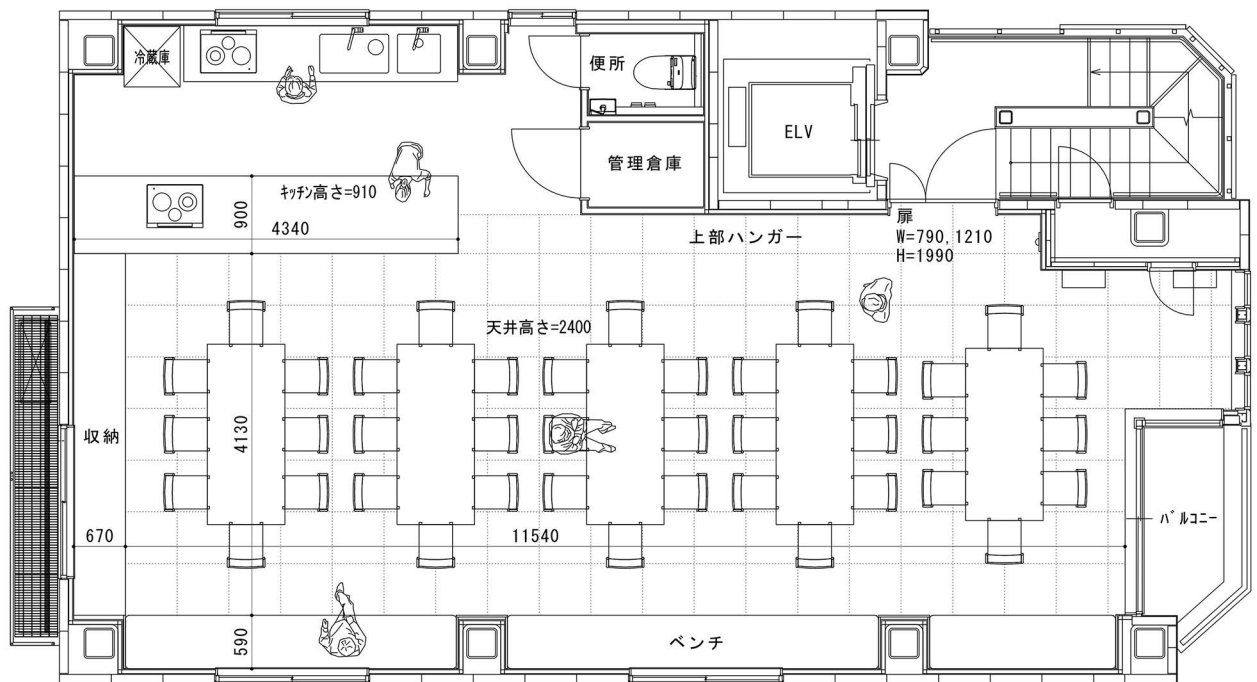 冷蔵庫
便所
ELV
管理倉庫
キッチン高さ=910
900
4340
上部ハンガー
扉
W=790,1210
H=1990
天井高さ=2400
収納
4130
670
11540
バルコニー
590
ベンチ